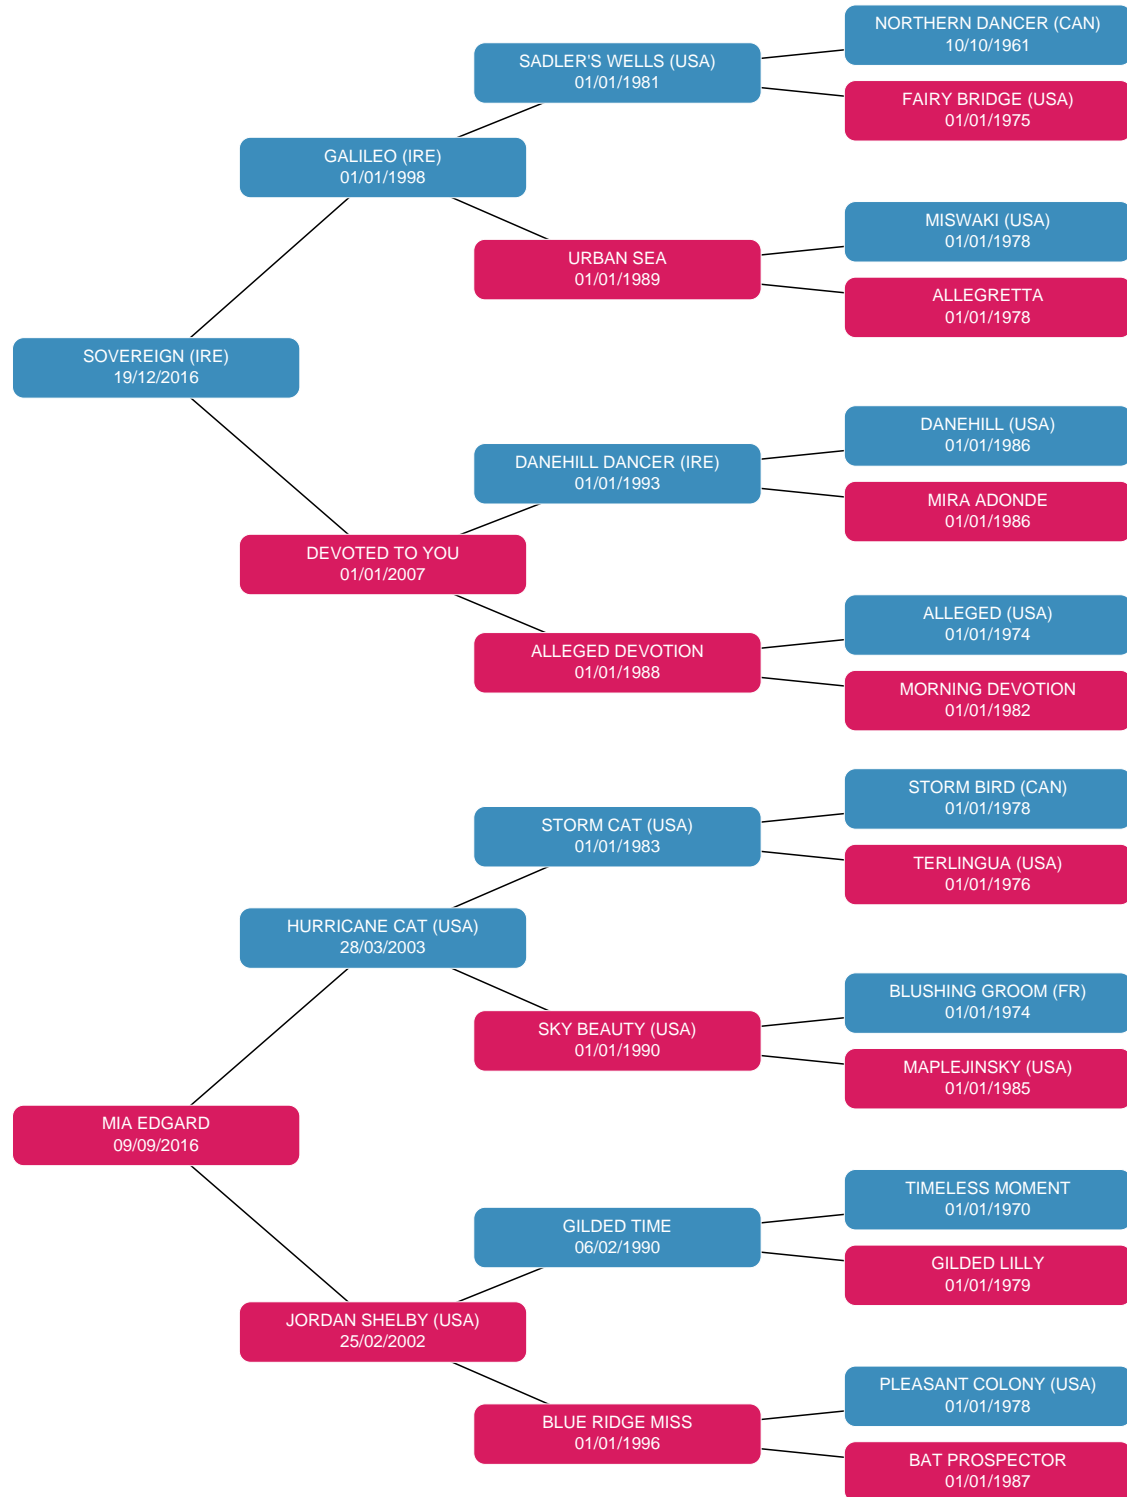 NORTHERN DANCER (CAN)
10/10/1961
SADLER'S WELLS (USA)
01/01/1981
FAIRY BRIDGE (USA)
01/01/1975
GALILEO (IRE)
01/01/1998
MISWAKI (USA)
01/01/1978
URBAN SEA
01/01/1989
ALLEGRETTA
01/01/1978
SOVEREIGN (IRE)
19/12/2016
DANEHILL (USA)
01/01/1986
DANEHILL DANCER (IRE)
01/01/1993
MIRA ADONDE
01/01/1986
DEVOTED TO YOU
01/01/2007
ALLEGED (USA)
01/01/1974
ALLEGED DEVOTION
01/01/1988
MORNING DEVOTION
01/01/1982
STORM BIRD (CAN)
01/01/1978
STORM CAT (USA)
01/01/1983
TERLINGUA (USA)
01/01/1976
HURRICANE CAT (USA)
28/03/2003
BLUSHING GROOM (FR)
01/01/1974
SKY BEAUTY (USA)
01/01/1990
MAPLEJINSKY (USA)
01/01/1985
MIA EDGARD
09/09/2016
TIMELESS MOMENT
01/01/1970
GILDED TIME
06/02/1990
GILDED LILLY
01/01/1979
JORDAN SHELBY (USA)
25/02/2002
PLEASANT COLONY (USA)
01/01/1978
BLUE RIDGE MISS
01/01/1996
BAT PROSPECTOR
01/01/1987